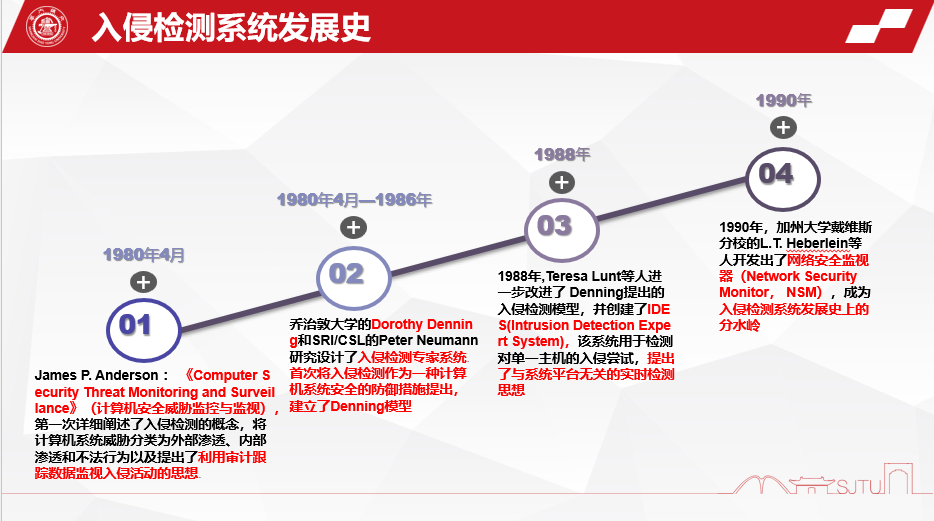 入侵检测系统发展史
1980年4月
01
James P. Anderson： 《Computer S
ecurity Threat Monitoring and Surveil
lance》（计算机安全威胁监控与监视），
第一次详细阐述了入侵检测的概念，将
计算机系统威胁分类为外部渗透、内部
渗透和不法行为以及提出了利用审计跟
踪数据监视入侵活动的思想.
1980年4月—1986年
02
乔治敦大学的Dorothy Dennin
g和SRI/CSL的Peter Neumann
研究设计了入侵检测专家系统.
首次将入侵检测作为一种计算
机系统安全的防御措施提出，
建立了Denning模型
1988年
03
1988年,Teresa Lunt等人进
一步改进了 Denning提出的
入侵检测模型，并创建了IDE
S(Intrusion Detection Expe
rt System)，该系统用于检测
对单一主机的入侵尝试，提出
了与系统平台无关的实时检测
思想
1990年
04
1990年，加州大学戴维斯
分校的L.T. Heberlein等
人开发出了网络安全监视
器（Network Security
Monitor， NSM），成为
入侵检测系统发展史上的
分水岭
SJTU